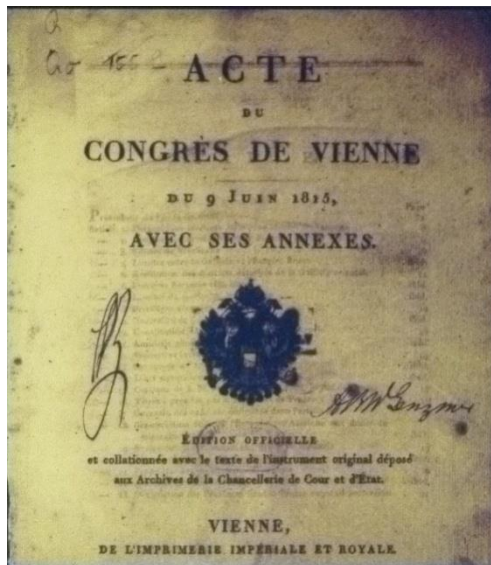 ACTE
DU
CONGRÈS DE VIENNE
DU 9 JUIN 1815,
AVEC SES ANNEXES.
ÉDITION OFFICIELLE
et collationnée avec le texte de l'instrument original déposé
aux Archives de la Chancellerie de Cour et d'État.
VIENNE,
DE L'IMPRIMERIE IMPÉRIALE ET ROYALE.